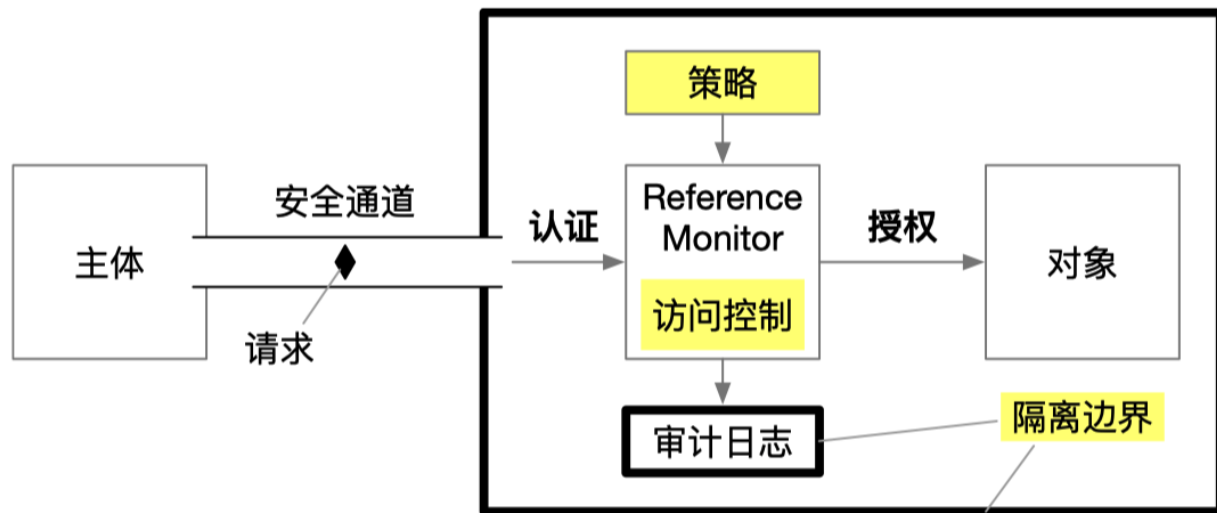 策略
主体
安全通道
请求
认证
Reference
Monitor
访问控制
授权
对象
审计日志
隔离边界